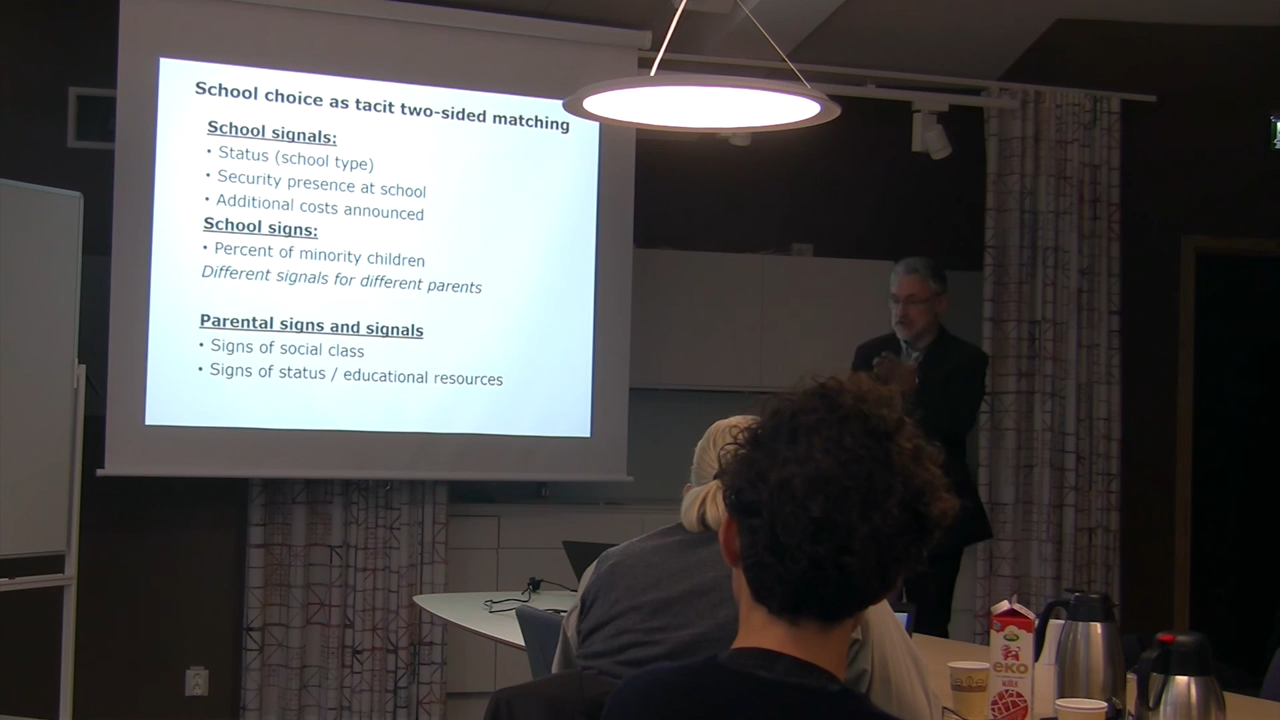 School choice as tacit two-sided matching
School signals:
• Status (school type)
• Security presence at school
• Additional costs announced
School signs:
• Percent of minority children
Different signals for different parents
Parental signs and signals
• Signs of social class
• Signs of status / educational resources
eko
MJÖLK